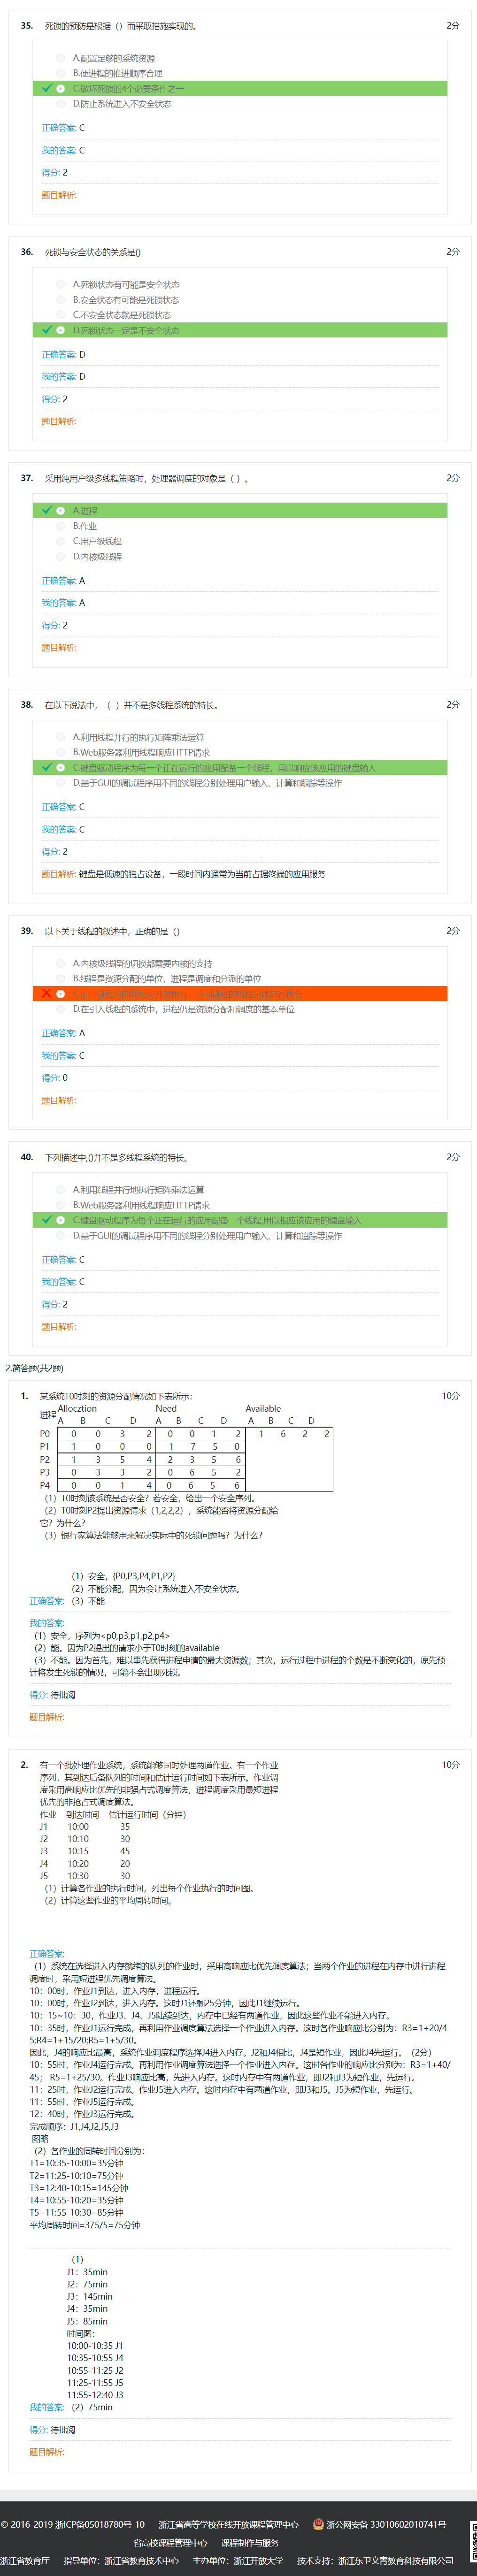 35. 死锁的预防是根据（）而采取措施实现的。 2分
A.配置足够的系统资源
B.使进程的推进顺序合理
C.破坏死锁的4个必要条件之一
D.防止系统进入不安全状态
正确答案: C
我的答案: C
得分: 2
题目解析:
36. 死锁与安全状态的关系是() 2分
A.死锁状态有可能是安全状态
B.安全状态有可能是死锁状态
C.不安全状态就是死锁状态
D.死锁状态一定是不安全状态
正确答案: D
我的答案: D
得分: 2
题目解析:
37. 采用纯用户级多线程策略时，处理器调度的对象是（ ）。 2分
A.进程
B.作业
C.用户级线程
D.内核级线程
正确答案: A
我的答案: A
得分: 2
题目解析:
38. 在以下说法中，（ ）并不是多线程系统的特长。 2分
A.利用线程并行的执行矩阵乘法运算
B.Web服务器利用线程响应HTTP请求
C.键盘驱动程序为每一个正在运行的应用配备一个线程，用以响应该应用的键盘输入
D.基于GUI的调试程序用不同的线程分别处理用户输入、计算和跟踪等操作
正确答案: C
我的答案: C
得分: 2
题目解析: 键盘是低速的独占设备，一段时间内通常为当前占据终端的应用服务
39. 以下关于线程的叙述中，正确的是（） 2分
A.内核级线程的切换都需要内核的支持
B.线程是资源分配的单位，进程是调度和分派的单位
D.在引入线程的系统中，进程仍是资源分配和调度的基本单位
正确答案: A
我的答案: C
得分: 0
题目解析:
40. 下列描述中,()并不是多线程系统的特长。 2分
A.利用线程并行地执行矩阵乘法运算
B.Web服务器利用线程响应HTTP请求
C.键盘驱动程序为每个正在运行的应用配备一个线程,用以相应该应用的键盘输入
D.基于GUI的调试程序用不同的线程分别处理用户输入、计算和追踪等操作
正确答案: C
我的答案: C
得分: 2
题目解析:
2.简答题(共2题)
1. 某系统T0时刻的资源分配情况如下表所示： 10分
进程 Allocztion Need Available
A B C D A B C D A B C D
P0 0 0 3 2 0 0 1 2 1 6 2 2
P1 1 0 0 0 1 7 5 0
P2 1 3 5 4 2 3 5 6
P3 0 3 3 2 0 6 5 2
P4 0 0 1 4 0 6 5 6
（1）T0时刻该系统是否安全？若安全，给出一个安全序列。
（2）T0时刻P2提出资源请求（1,2,2,2），系统能否将资源分配给
它？为什么？
（3）银行家算法能够用来解决实际中的死锁问题吗？为什么？
（1）安全，{P0,P3,P4,P1,P2}
（2）不能分配，因为会让系统进入不安全状态。
正确答案: （3）不能
我的答案:
（1）安全，序列为<p0,p3,p1,p2,p4>
（2）能。因为P2提出的请求小于T0时刻的available
（3）不能。因为首先，难以事先获得进程申请的最大资源数；其次，运行过程中进程的个数是不断变化的，原先预
计将发生死锁的情况，可能不会出现死锁。
得分: 待批阅
题目解析:
2. 有一个批处理作业系统，系统能够同时处理两道作业。有一个作业 10分
序列，其到达后备队列的时间和估计运行时间如下表所示。作业调
度采用高响应比优先的非强占式调度算法，进程调度采用最短进程
优先的非抢占式调度算法。
作业 到达时间 估计运行时间（分钟）
J1 10:00 35
J2 10:10 30
J3 10:15 45
J4 10:20 20
J5 10:30 30
（1）计算各作业的执行时间，列出每个作业执行的时间图。
（2）计算这些作业的平均周转时间。
正确答案:
（1）系统在选择进入内存就绪的队列的作业时，采用高响应比优先调度算法；当两个作业的进程在内存中进行进程
调度时，采用短进程优先调度算法。
10：00时，作业J1到达，进入内存，进程运行。
10：00时，作业J2到达，进入内存。这时J1还剩25分钟，因此J1继续运行。
10：15~10：30，作业J3、J4、J5陆续到达，内存中已经有两道作业，因此这些作业不能进入内存。
10：35时，作业J1运行完成，再利用作业调度算法选择一个作业进入内存。这时各作业响应比分别为：R3=1+20/4
5;R4=1+15/20;R5=1+5/30。
因此，J4的响应比最高，系统作业调度程序选择J4进入内存。J2和J4相比，J4是短作业，因此J4先运行。（2分）
10：55时，作业J4运行完成。再利用作业调度算法选择一个作业进入内存。这时各作业的响应比分别为：R3=1+40/
45； R5=1+25/30。作业J3响应比高，先进入内存。这时内存中有两道作业，即J2和J3为短作业，先运行。
11：25时，作业J2运行完成。作业J5进入内存。这时内存中有两道作业，即J3和J5。J5为短作业，先运行。
11：55时，作业J5运行完成。
12：40时，作业J3运行完成。
完成顺序：J1,J4,J2,J5,J3
图略
（2）各作业的周转时间分别为：
T1=10:35-10:00=35分钟
T2=11:25-10:10=75分钟
T3=12:40-10:15=145分钟
T4=10:55-10:20=35分钟
T5=11:55-10:30=85分钟
平均周转时间=375/5=75分钟
（1）
J1：35min
J2：75min
J3：145min
J4：35min
J5：85min
时间图：
10:00-10:35 J1
10:35-10:55 J4
10:55-11:25 J2
11:25-11:55 J5
11:55-12:40 J3
我的答案: （2）75min
得分: 待批阅
题目解析:
© 2016-2019 浙ICP备05018780号-10 浙江省高等学校在线开放课程管理中心 浙公网安备 33010602010741号
省高校课程管理中心 课程制作与服务
浙江省教育厅 指导单位：浙江省教育技术中心 主办单位：浙江开放大学 技术支持：浙江东卫文青教育科技有限公司